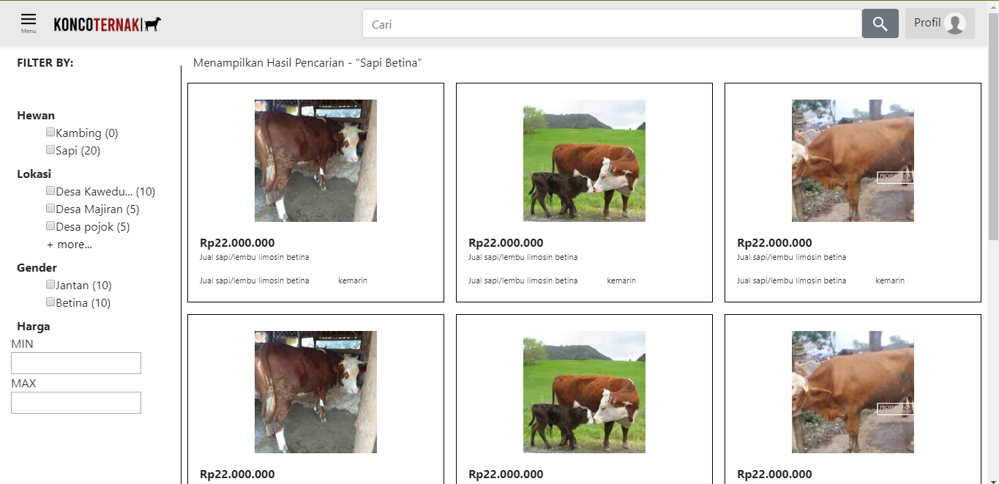 Menu
KONCOTERNAK
Cari
Profil
FILTER BY:
Hewan
Kambing (0)
Sapi (20)
Lokasi
Desa Kawedu... (10)
Desa Majiran (5)
Desa pojok (5)
+ more...
Gender
Jantan (10)
Betina (10)
Harga
MIN
MAX
Menampilkan Hasil Pencarian - "Sapi Betina"
Rp22.000.000
Jual sapi/lembu limosin betina
Jual sapi/lembu limosin betina kemarin
PROPERTY OF
Rp22.000.000
Jual sapi/lembu limosin betina
Jual sapi/lembu limosin betina kemarin
Rp22.000.000
Jual sapi/lembu limosin betina
Jual sapi/lembu limosin betina kemarin
PROPERTY OF
Rp22.000.000
Rp22.000.000
Rp22.000.000